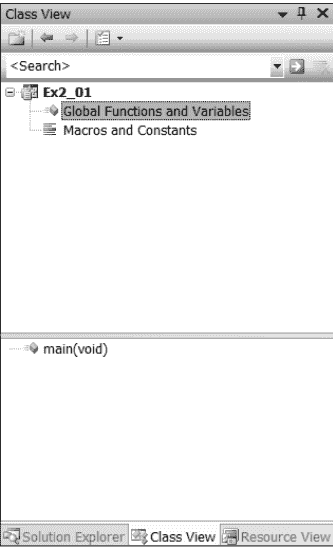 Class View
<Search>
Ex2_01
Global Functions and Variables
Macros and Constants
main(void)
Solution Explorer Class View Resource View